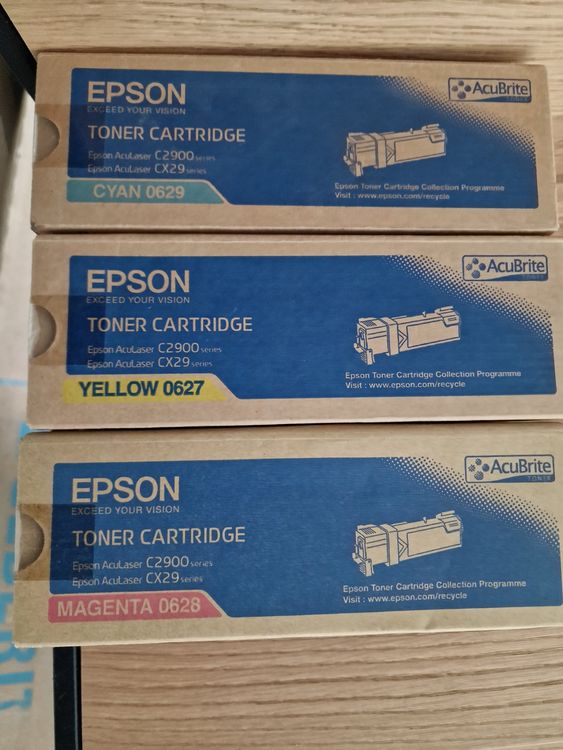 EPSON
EXCEED YOUR VISION
TONER CARTRIDGE
Epson AcuLaser C2900 series
Epson AcuLaser CX29 series
CYAN 0629
AcuBrite
TONER
Epson Toner Cartridge Collection Programme
Visit : www.epson.com/recycle
EPSON
EXCEED YOUR VISION
TONER CARTRIDGE
Epson AcuLaser C2900 series
Epson AcuLaser CX29 series
YELLOW 0627
AcuBrite
TONER
Epson Toner Cartridge Collection Programme
Visit : www.epson.com/recycle
EPSON
EXCEED YOUR VISION
TONER CARTRIDGE
Epson AcuLaser C2900 series
Epson AcuLaser CX29 series
MAGENTA 0628
AcuBrite
TONER
Epson Toner Cartridge Collection Programme
Visit : www.epson.com/recycle